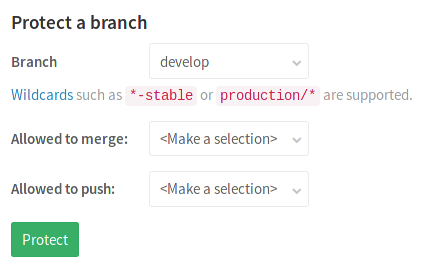 Protect a branch
Branch develop
Wildcards such as *-stable or production/* are supported.
Allowed to merge: <Make a selection>
Allowed to push: <Make a selection>
Protect